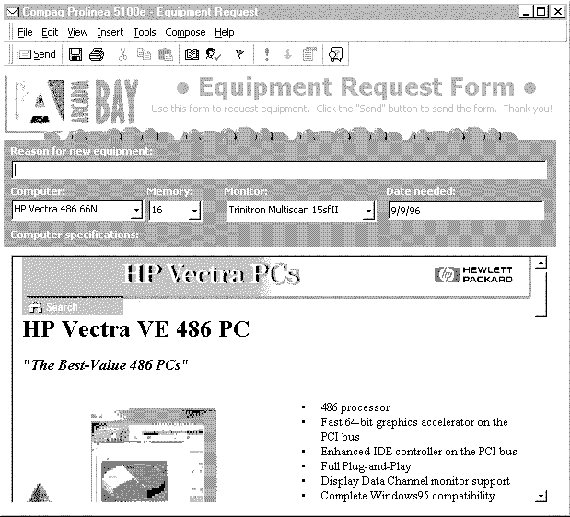 Compaq Prolinea 5100e - Equipment Request
File Edit View Insert Tools Compose Help
Send
A
BAY
Equipment Request Form
Use this form to request equipment. Click the "Send" button to send the form. Thank you!
Reason for new equipment:
Computer: Memory: Monitor: Date needed:
HP Vectra 486 66N 16 Trinitron Multiscan 15sfII 9/9/96
Computer specifications:
HP Vectra PCs
hp HEWLETT
PACKARD
Search
HP Vectra VE 486 PC
"The Best-Value 486 PCs"
• 486 processor
• Fast 64-bit graphics accelerator on the
PCI bus
• Enhanced IDE controller on the PCI bus
• Full Plug-and-Play
• Display Data Channel monitor support
• Complete Windows95 compatibility